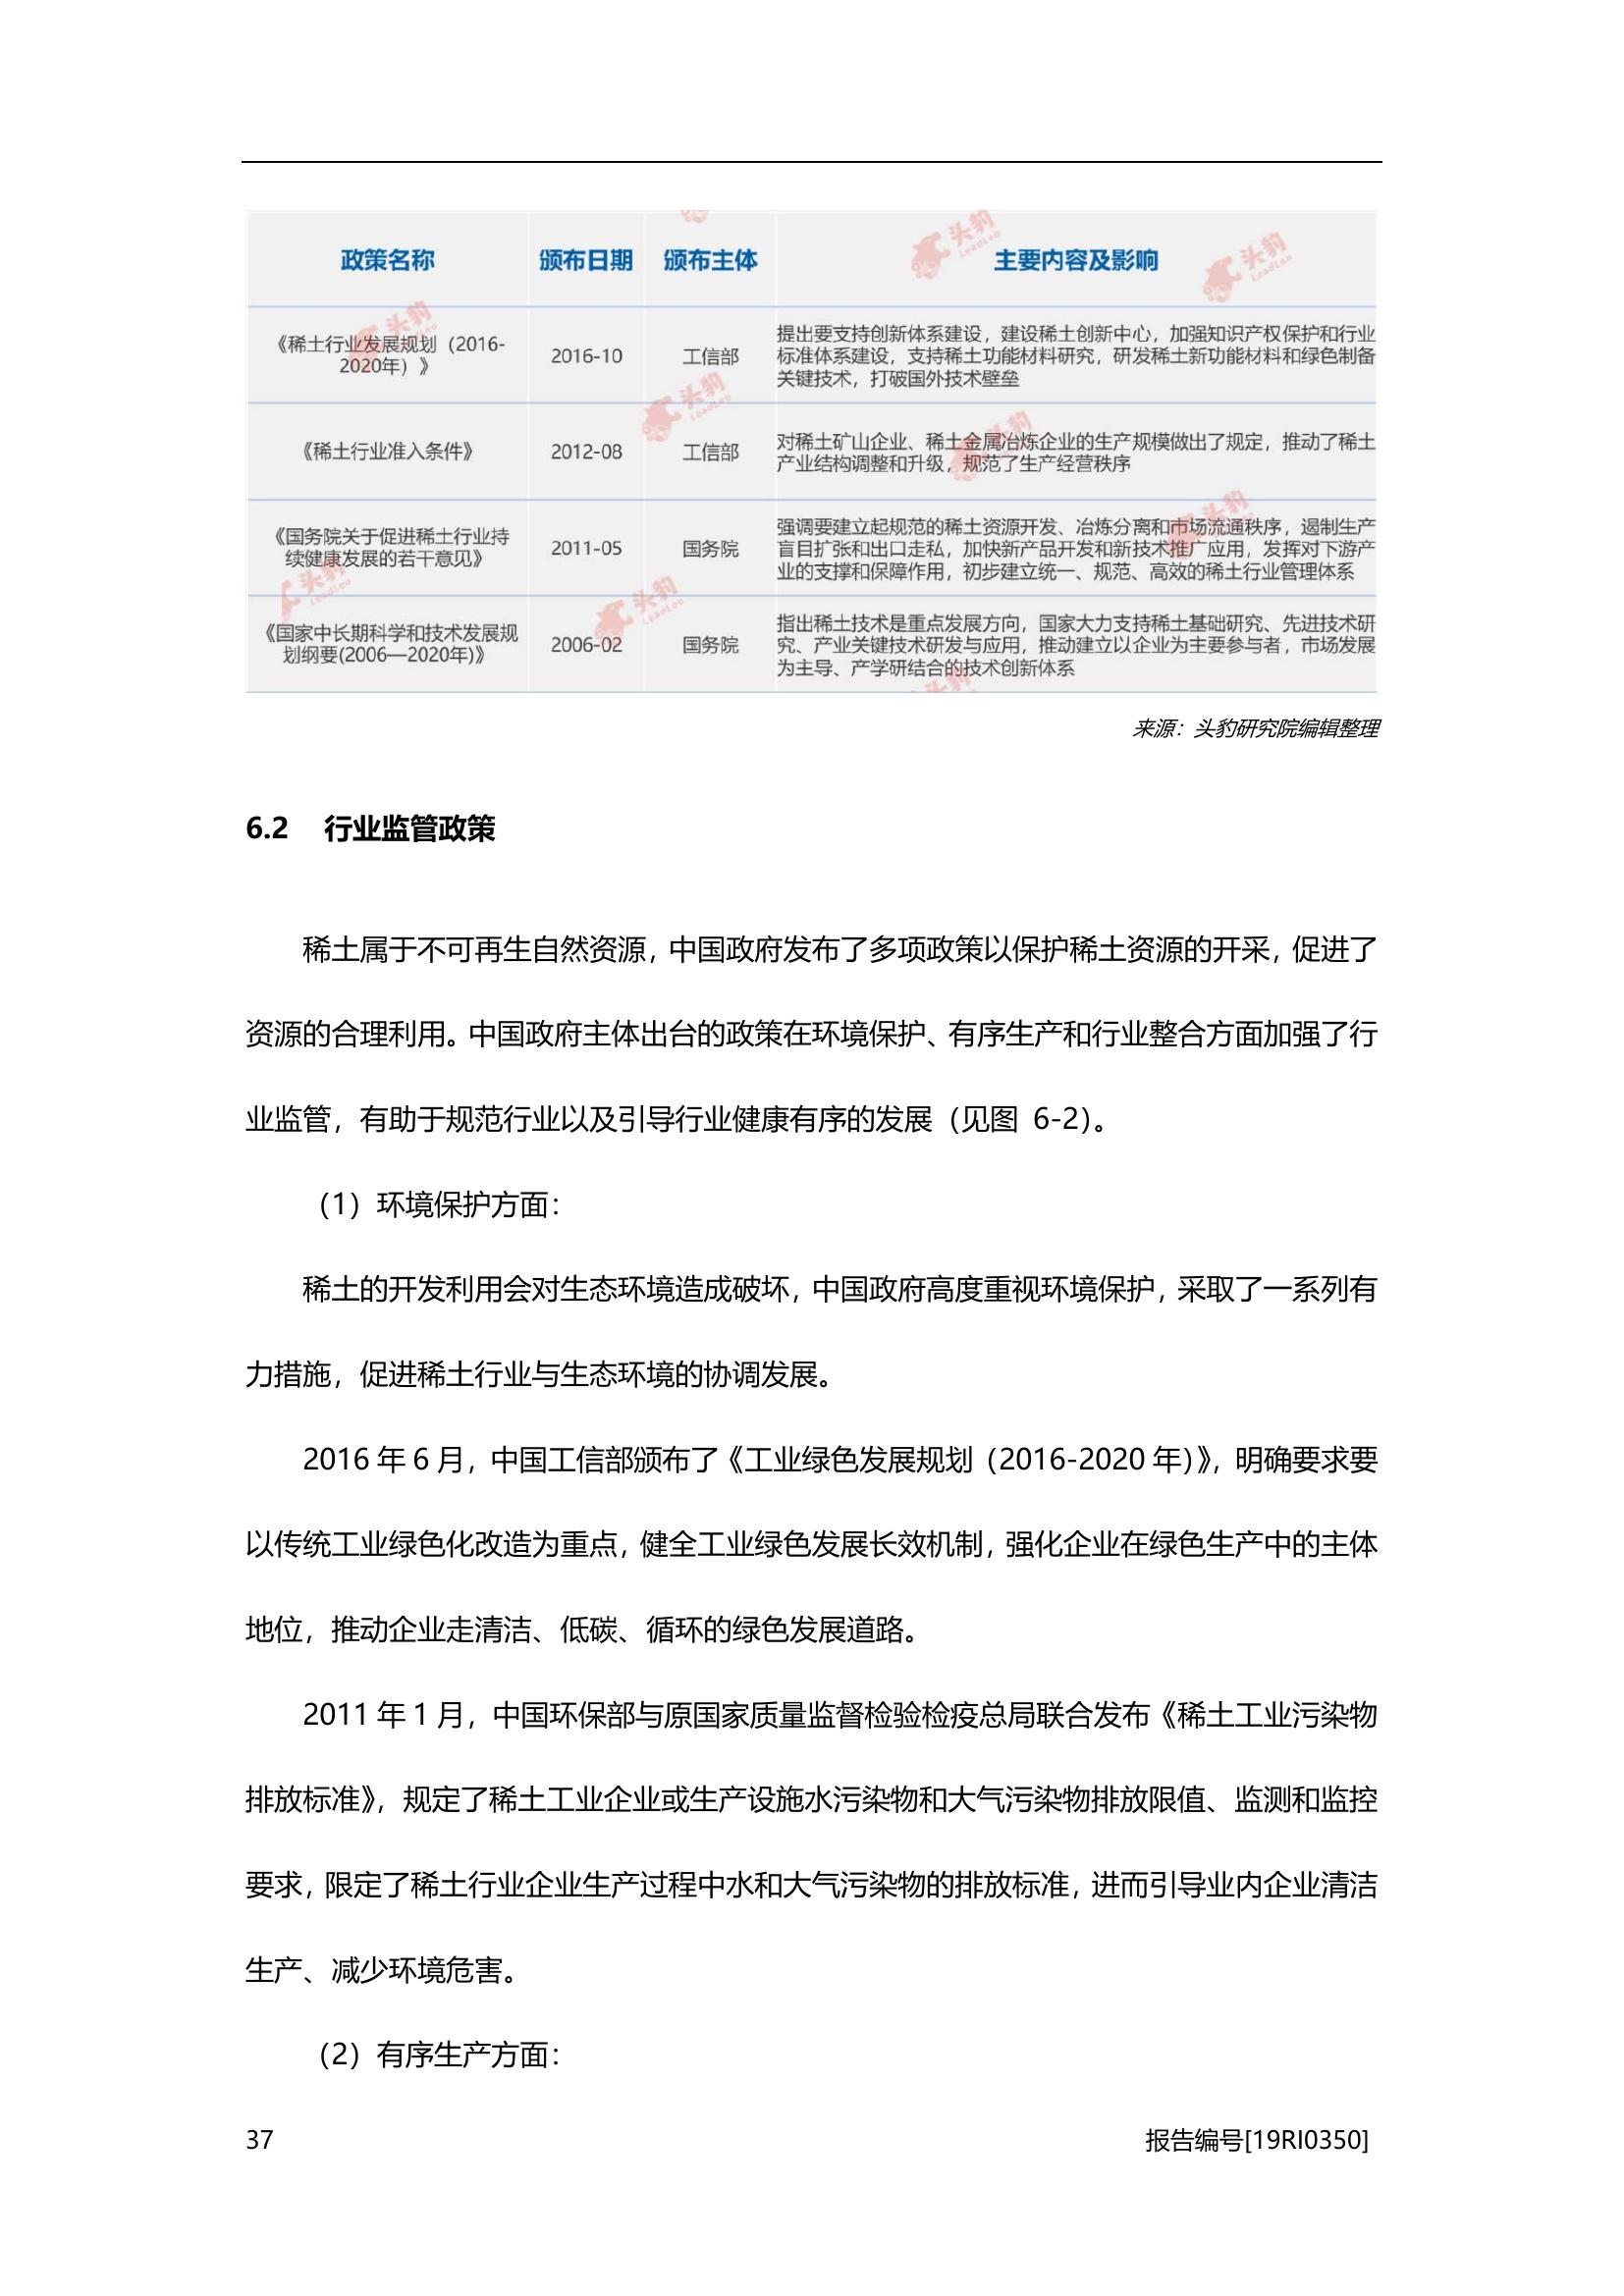 政策名称 颁布日期 颁布主体 主要内容及影响
《稀土行业发展规划（2016-
2020年）》
2016-10
工信部
提出要支持创新体系建设，建设稀土创新中心，加强知识产权保护和行业
标准体系建设，支持稀土功能材料研究，研发稀土新功能材料和绿色制备
关键技术，打破国外技术壁垒
《稀土行业准入条件》
2012-08
工信部
对稀土矿山企业、稀土金属冶炼企业的生产规模做出了规定，推动了稀土
产业结构调整和升级，规范了生产经营秩序
《国务院关于促进稀土行业持
续健康发展的若干意见》
2011-05
国务院
强调要建立起规范的稀土资源开发、冶炼分离和市场流通秩序，遏制生产
盲目扩张和出口走私，加快新产品开发和新技术推广应用，发挥对下游产
业的支撑和保障作用，初步建立统一、规范、高效的稀土行业管理体系
《国家中长期科学和技术发展规
划纲要(2006—2020年)》
2006-02
国务院
指出稀土技术是重点发展方向，国家大力支持稀土基础研究、先进技术研
究、产业关键技术研发与应用，推动建立以企业为主要参与者，市场发展
为主导、产学研结合的技术创新体系
头豹 LeadLeo
来源：头豹研究院编辑整理
6.2 行业监管政策
稀土属于不可再生自然资源，中国政府发布了多项政策以保护稀土资源的开采，促进了
资源的合理利用。中国政府主体出台的政策在环境保护、有序生产和行业整合方面加强了行
业监管，有助于规范行业以及引导行业健康有序的发展（见图 6-2）。
（1）环境保护方面：
稀土的开发利用会对生态环境造成破坏，中国政府高度重视环境保护，采取了一系列有
力措施，促进稀土行业与生态环境的协调发展。
2016 年 6 月，中国工信部颁布了《工业绿色发展规划（2016-2020 年）》，明确要求要
以传统工业绿色化改造为重点，健全工业绿色发展长效机制，强化企业在绿色生产中的主体
地位，推动企业走清洁、低碳、循环的绿色发展道路。
2011 年 1 月，中国环保部与原国家质量监督检验检疫总局联合发布《稀土工业污染物
排放标准》，规定了稀土工业企业或生产设施水污染物和大气污染物排放限值、监测和监控
要求，限定了稀土行业企业生产过程中水和大气污染物的排放标准，进而引导业内企业清洁
生产、减少环境危害。
（2）有序生产方面：
37 报告编号[19RI0350]